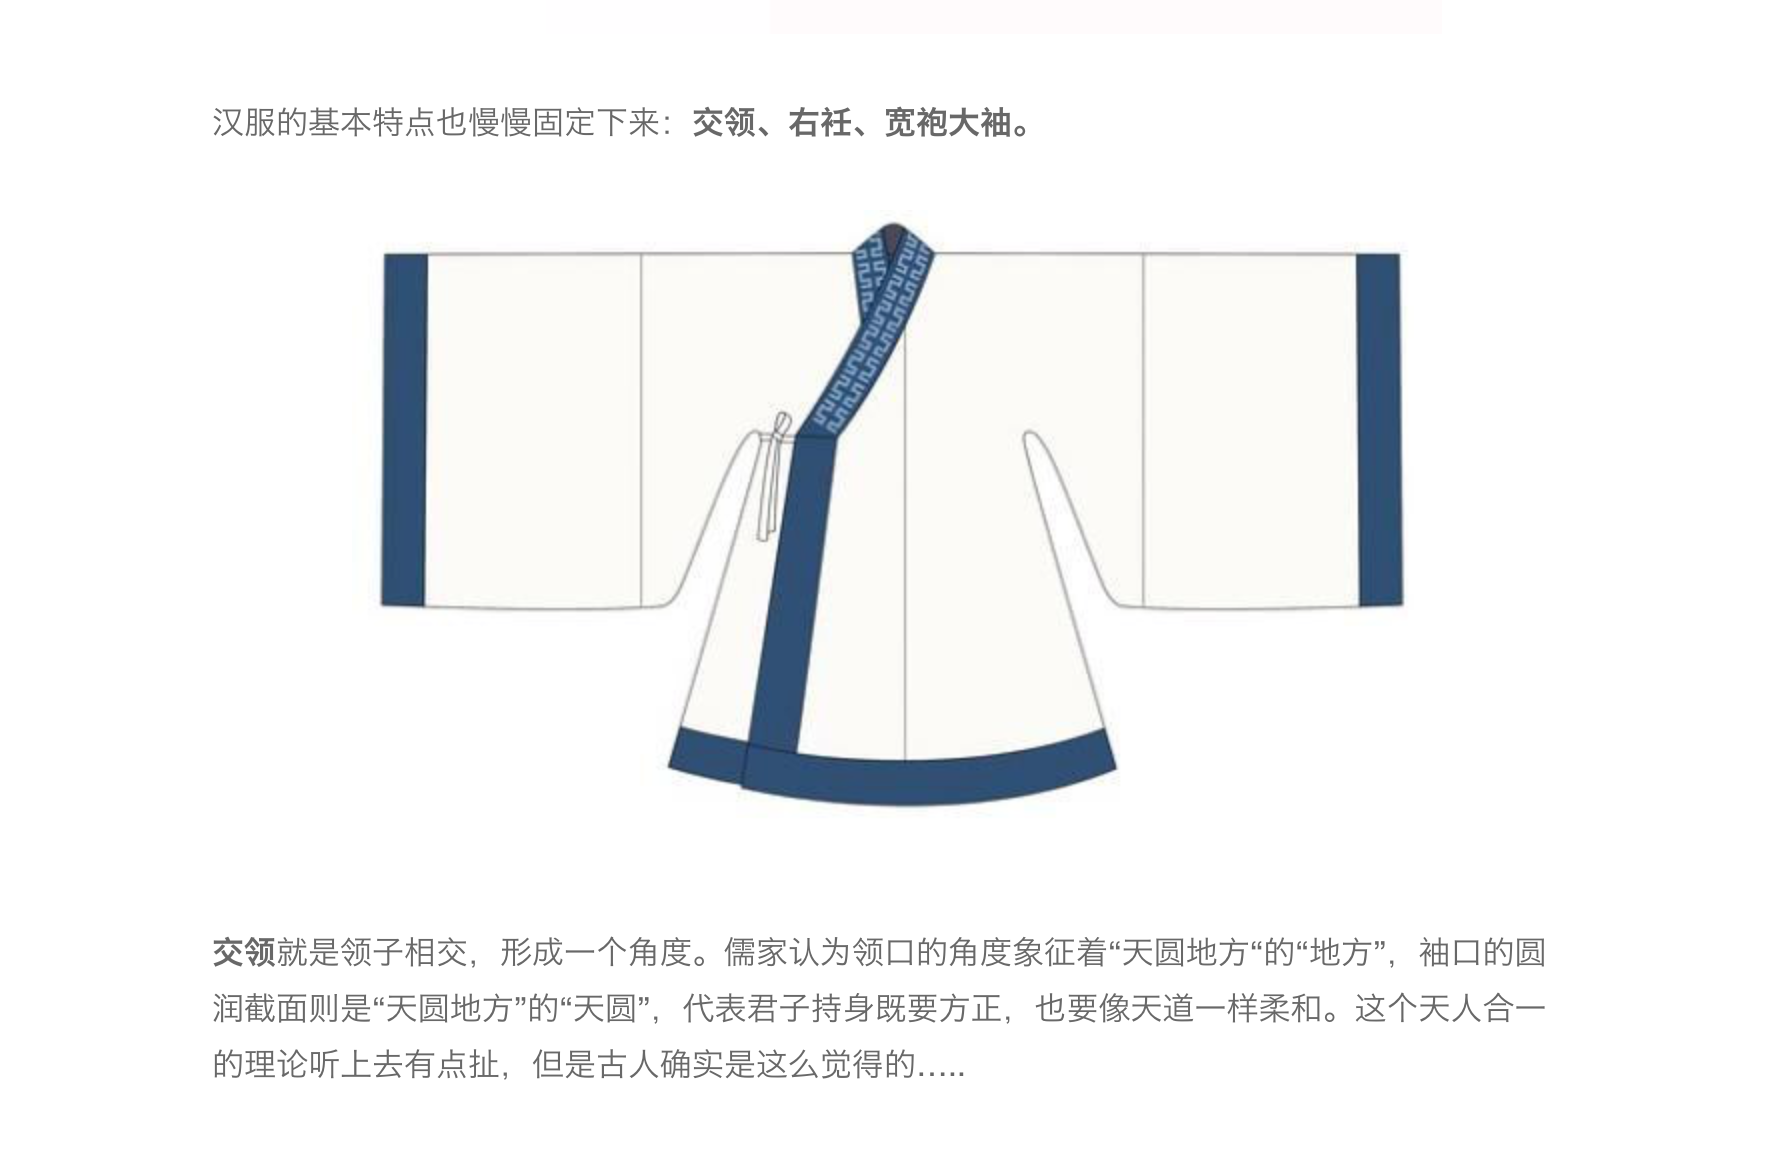 汉服的基本特点也慢慢固定下来：交领、右衽、宽袍大袖。
交领就是领子相交，形成一个角度。儒家认为领口的角度象征着“天圆地方“的“地方”，袖口的圆
润截面则是“天圆地方”的“天圆”，代表君子持身既要方正，也要像天道一样柔和。这个天人合一
的理论听上去有点扯，但是古人确实是这么觉得的…..